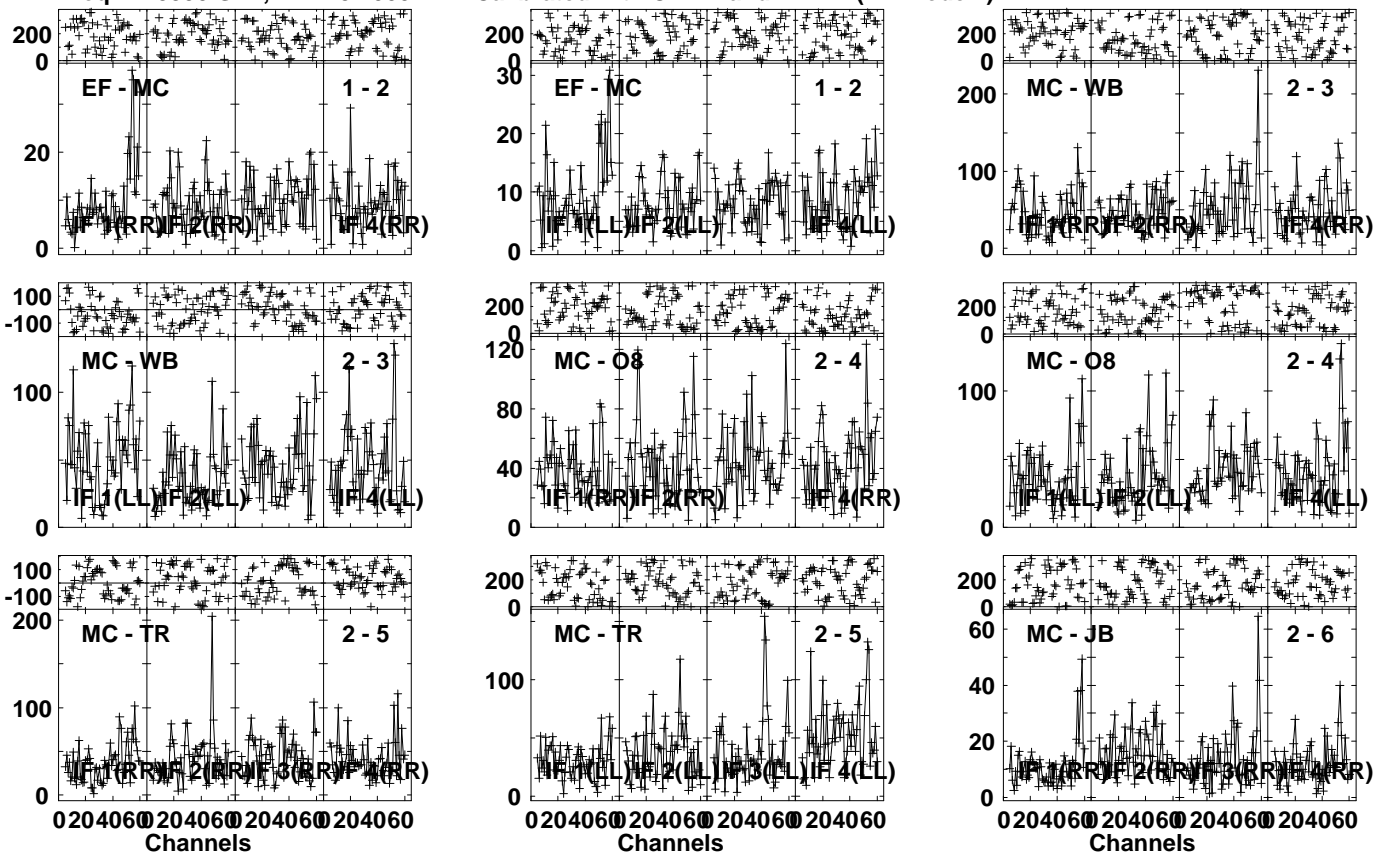 200
0
EF - MC 1 - 2
20
0
IF 1(RR) IF 2(RR) IF 4(RR)
200
0
30
EF - MC 1 - 2
20
10
0
IF 1(LL) IF 2(LL) IF 4(LL)
200
0
200
MC - WB 2 - 3
100
0
IF 1(RR) IF 2(RR) IF 4(RR)
100
-100
MC - WB 2 - 3
100
0
IF 1(LL) IF 2(LL) IF 4(LL)
200
0
120
MC - O8 2 - 4
80
40
0
IF 1(RR) IF 2(RR) IF 4(RR)
200
0
MC - O8 2 - 4
100
0
IF 1(LL) IF 2(LL) IF 4(LL)
100
-100
200
MC - TR 2 - 5
100
0
IF 1(RR) IF 2(RR) IF 3(RR) IF 4(RR)
0 20 40 60 0 20 40 60 0 20 40 60 0 20 40 60
Channels
200
0
MC - TR 2 - 5
100
0
IF 1(LL) IF 2(LL) IF 3(LL) IF 4(LL)
0 20 40 60 0 20 40 60 0 20 40 60 0 20 40 60
Channels
200
0
60
MC - JB 2 - 6
40
20
0
IF 1(RR) IF 2(RR) IF 3(RR) IF 4(RR)
0 20 40 60 0 20 40 60 0 20 40 60 0 20 40 60
Channels